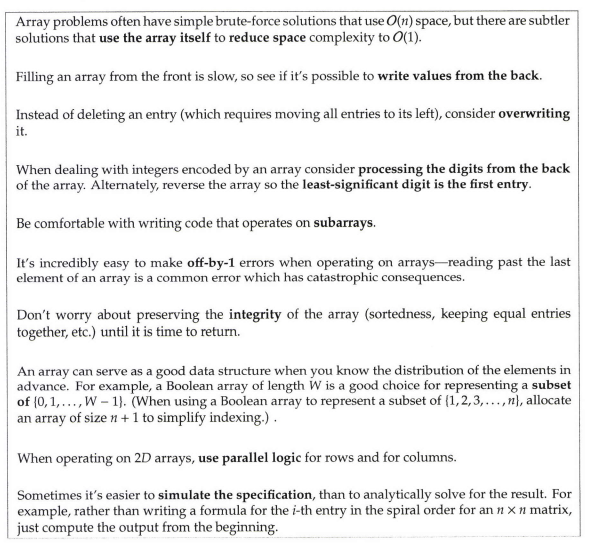 Array problems often have simple brute-force solutions that use O(n) space, but there are subtler
solutions that use the array itself to reduce space complexity to O(1).
Filling an array from the front is slow, so see if it's possible to write values from the back.
Instead of deleting an entry (which requires moving all entries to its left), consider overwriting
it.
When dealing with integers encoded by an array consider processing the digits from the back
of the array. Alternately, reverse the array so the least-significant digit is the first entry.
Be comfortable with writing code that operates on subarrays.
It's incredibly easy to make off-by-1 errors when operating on arrays—reading past the last
element of an array is a common error which has catastrophic consequences.
Don't worry about preserving the integrity of the array (sortedness, keeping equal entries
together, etc.) until it is time to return.
An array can serve as a good data structure when you know the distribution of the elements in
advance. For example, a Boolean array of length W is a good choice for representing a subset
of {0, 1, . . . , W − 1}. (When using a Boolean array to represent a subset of {1, 2, 3, . . . , n}, allocate
an array of size n + 1 to simplify indexing.) .
When operating on 2D arrays, use parallel logic for rows and for columns.
Sometimes it's easier to simulate the specification, than to analytically solve for the result. For
example, rather than writing a formula for the i-th entry in the spiral order for an n × n matrix,
just compute the output from the beginning.